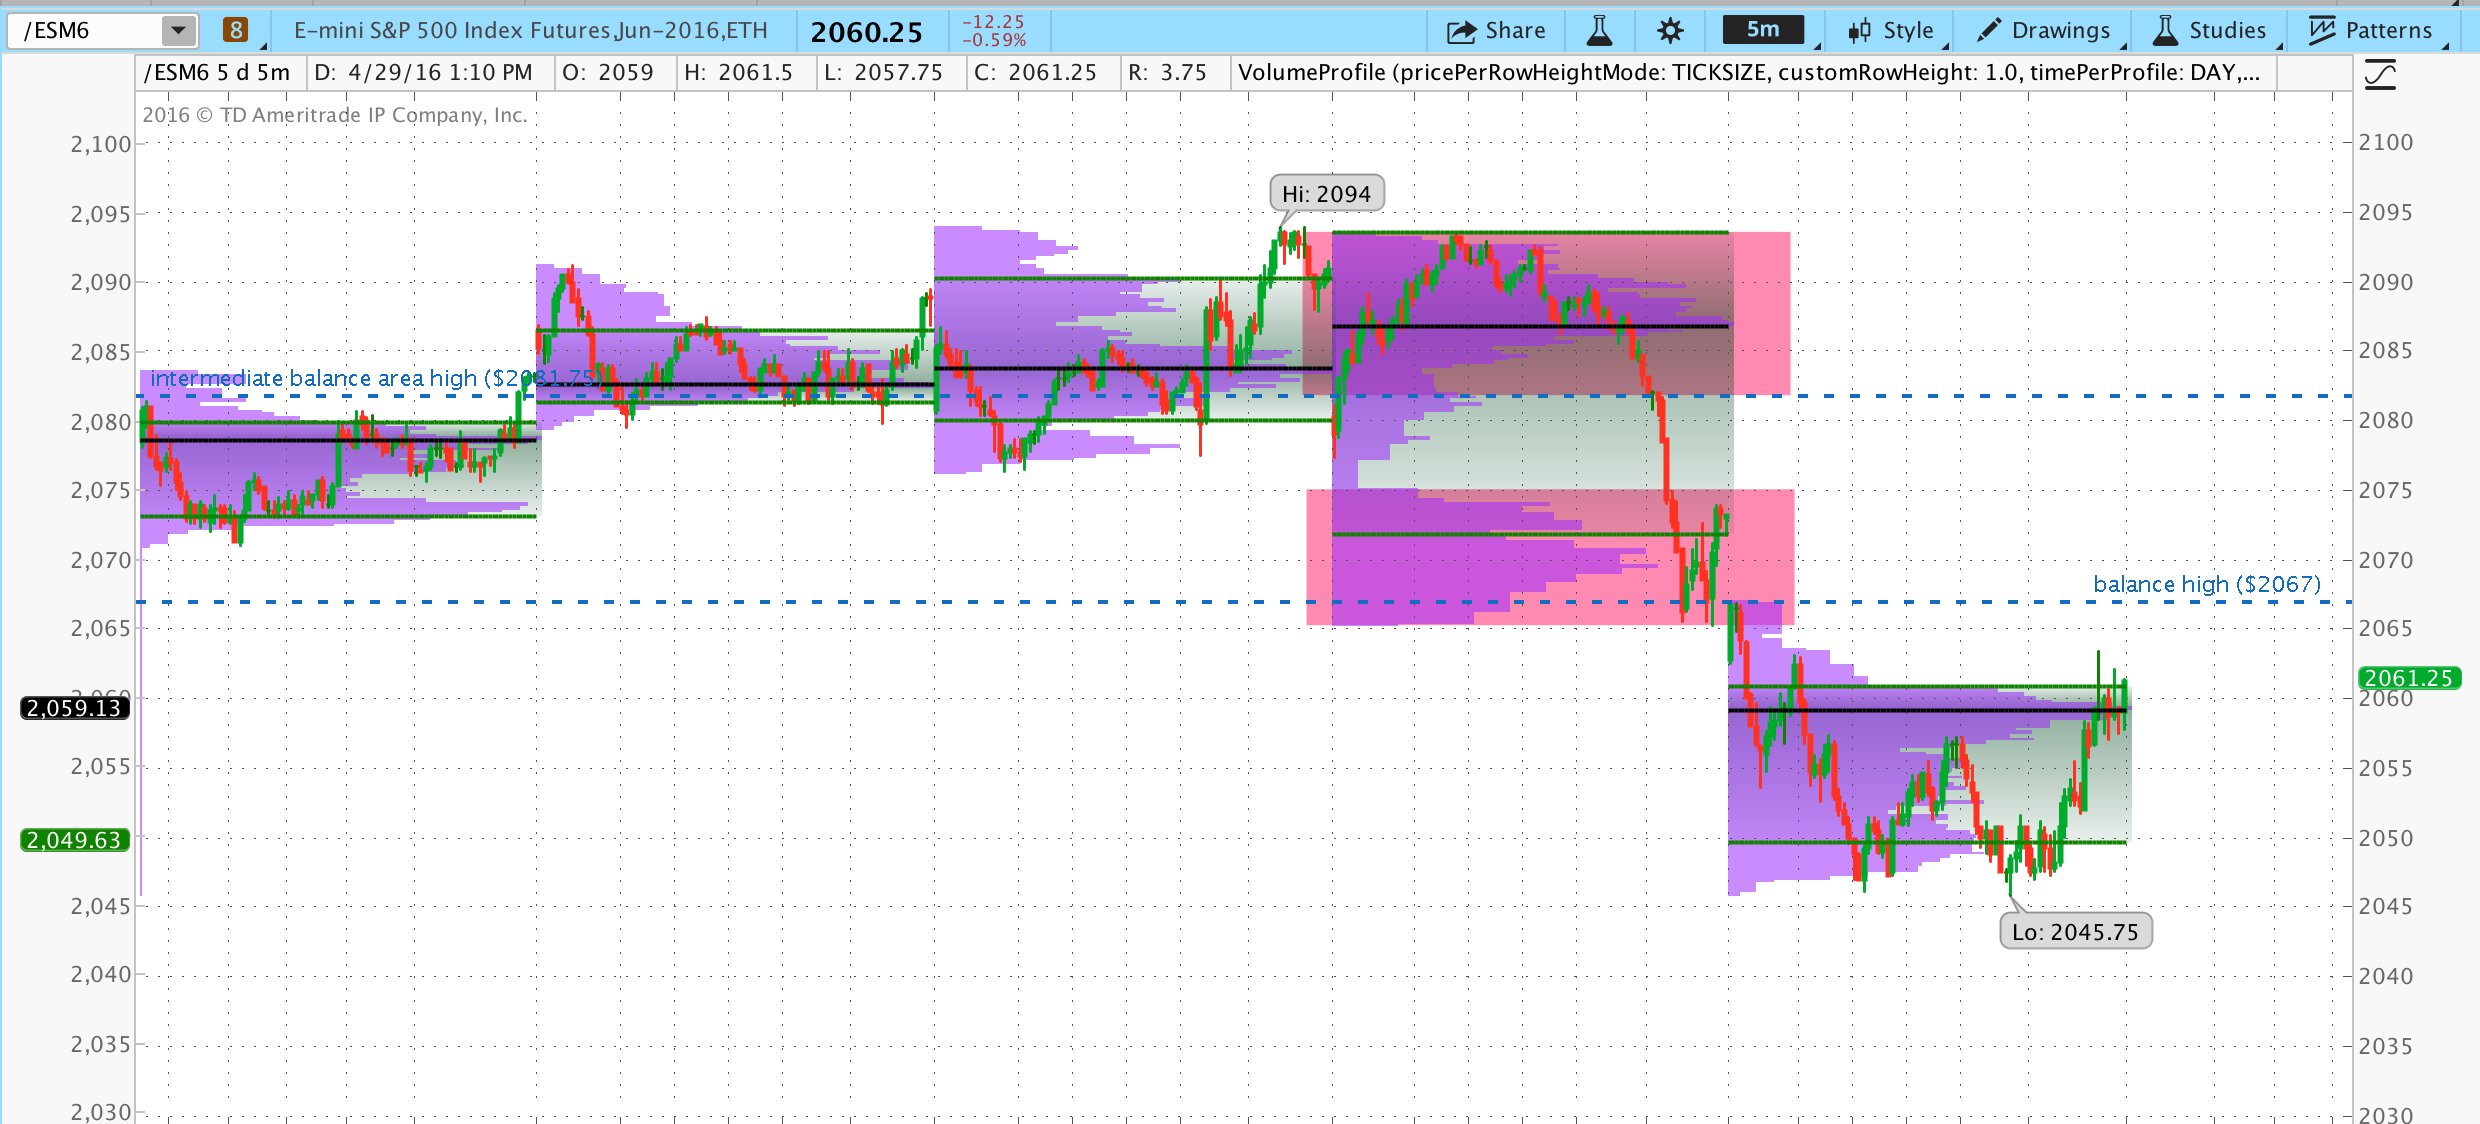 /ESM6 8 E-mini S&P 500 Index Futures,Jun-2016,ETH 2060.25 -12.25 -0.59% Share 5m Style Drawings Studies Patterns
/ESM6 5 d 5m D: 4/29/16 1:10 PM O: 2059 H: 2061.5 L: 2057.75 C: 2061.25 R: 3.75 VolumeProfile (pricePerRowHeightMode: TICKSIZE, customRowHeight: 1.0, timePerProfile: DAY,...
2016 © TD Ameritrade IP Company, Inc.
2,100 2100
Hi: 2094
2,095 2095
2,090 2090
2,085 2085
intermediate balance area high ($2081.75)
2,080 2080
2,075 2075
2,070 2070
balance high ($2067)
2,065 2065
2061.25
2,060 2060
2,059.13
2,055 2055
2,049.63 2050
2,045 2045
Lo: 2045.75
2,040 2040
2,035 2035
2,030 2030